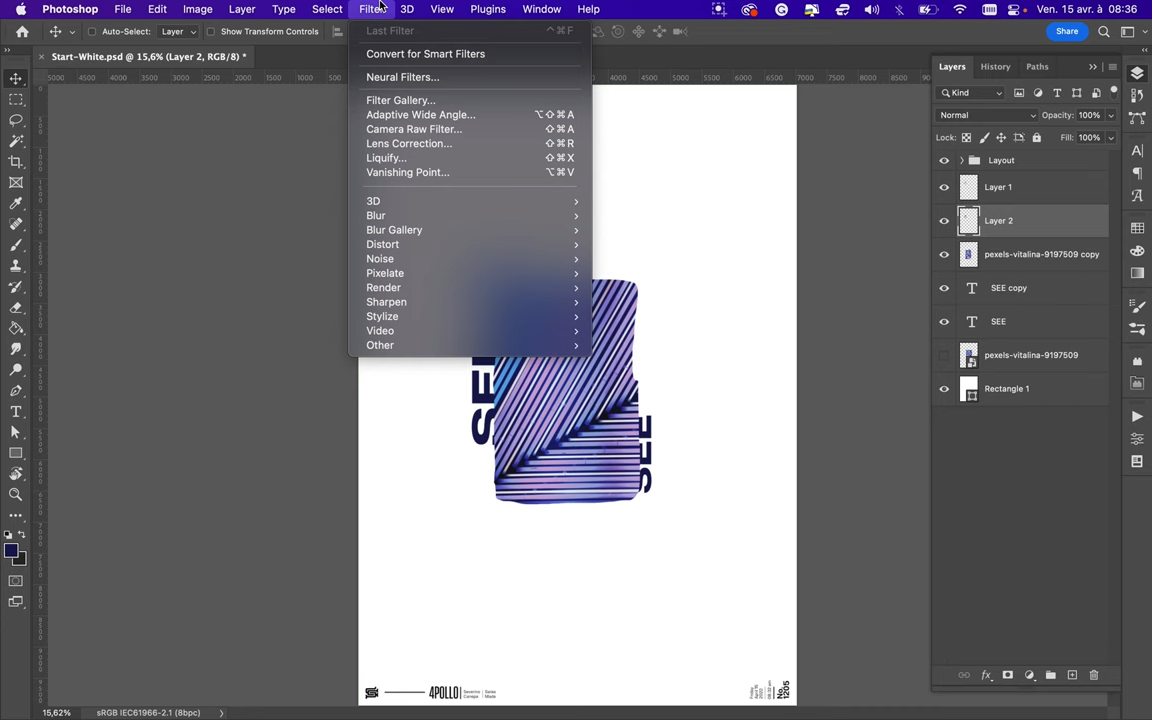 Photoshop File Edit Image Layer Type Select Filter 3D View Plugins Window Help Ven. 15 avr. à 08:36
Auto-Select: Layer Show Transform Controls Share
Start-White.psd @ 15,6% (Layer 2, RGB/8) *
Last Filter ^⌘F
Convert for Smart Filters
Neural Filters...
Filter Gallery...
Adaptive Wide Angle... ⌥⇧⌘A
Camera Raw Filter... ⇧⌘A
Lens Correction... ⇧⌘R
Liquify... ⇧⌘X
Vanishing Point... ⌥⌘V
3D
Blur
Blur Gallery
Distort
Noise
Pixelate
Render
Sharpen
Stylize
Video
Other
Layers History Paths
Kind
Normal Opacity: 100%
Lock: Fill: 100%
Layout
Layer 1
Layer 2
pexels-vitalina-9197509 copy
SEE copy
SEE
pexels-vitalina-9197509
Rectangle 1
SEE
SEE
4POLLO
No. 1205
15,62% sRGB IEC61966-2.1 (8bpc)